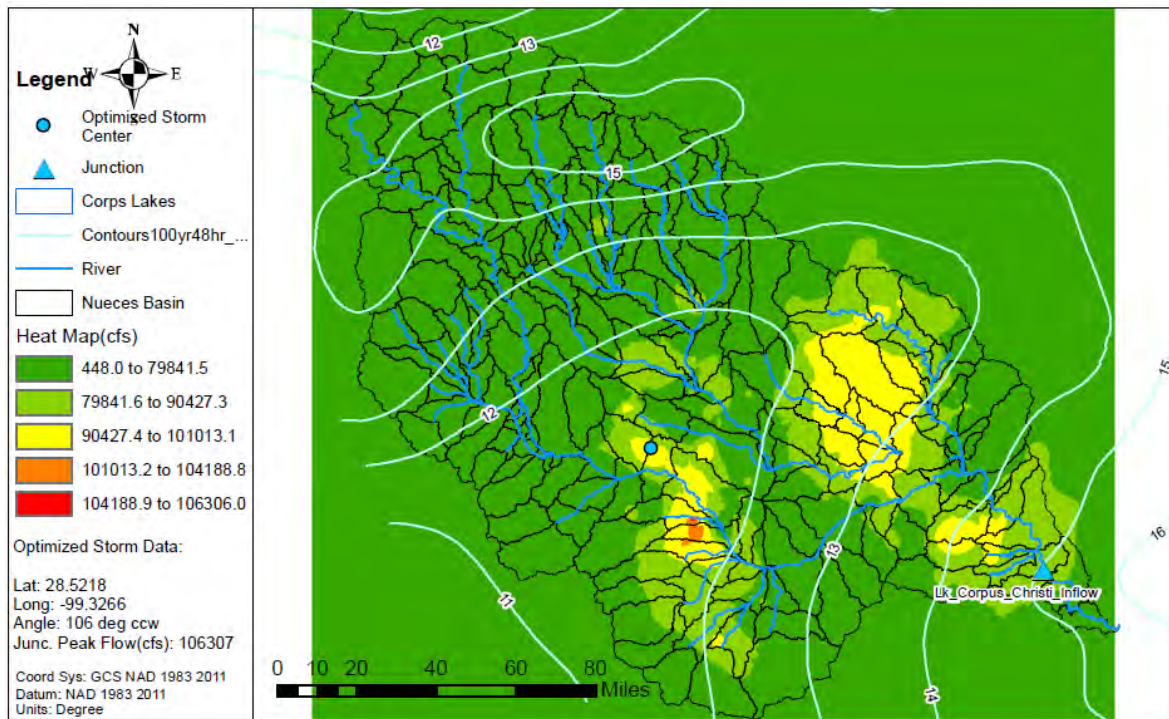 N
W
E
S
Legend
Optimised Storm
Center
Junction
Corps Lakes
Contours100yr48hr_...
River
Nueces Basin
Heat Map(cfs)
448.0 to 79841.5
79841.6 to 90427.3
90427.4 to 101013.1
101013.2 to 104188.8
104188.9 to 106306.0
Optimized Storm Data:
Lat: 28.5218
Long: -99.3266
Angle: 106 deg ccw
Junc. Peak Flow(cfs): 106307
Coord Sys: GCS NAD 1983 2011
Datum: NAD 1983 2011
Units: Degree
12
13
15
15
12
13
16
11
Lk_Corpus_Christi_Inflow
14
0 10 20 40 60 80
Miles